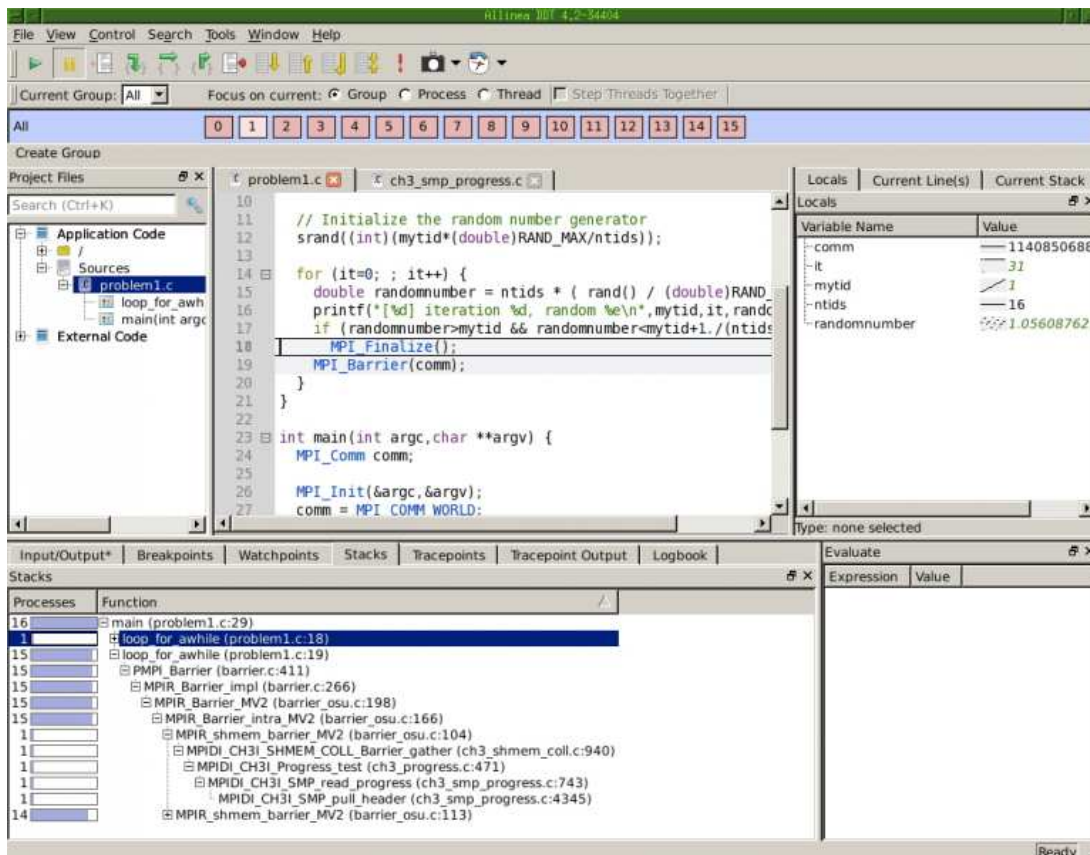 Allinea DDT 4.2-34404
File View Control Search Tools Window Help
Current Group: All Focus on current: Group Process Thread Step Threads Together
All 0 1 2 3 4 5 6 7 8 9 10 11 12 13 14 15
Create Group
Project Files
Search (Ctrl+K)
Application Code
/
Sources
problem1.c
loop_for_awh
main(int argc
External Code
problem1.c ch3_smp_progress.c
10
11 // Initialize the random number generator
12 srand((int)(mytid*(double)RAND_MAX/ntids));
13
14 for (it=0; ; it++) {
15 double randomnumber = ntids * ( rand() / (double)RAND_
16 printf("[%d] iteration %d, random %e\n",mytid,it,rando
17 if (randomnumber>mytid && randomnumber<mytid+1./(ntids
18 MPI_Finalize();
19 MPI_Barrier(comm);
20 }
21 }
22
23 int main(int argc,char **argv) {
24 MPI_Comm comm;
25
26 MPI_Init(&argc,&argv);
27 comm = MPI_COMM_WORLD;
Locals Current Line(s) Current Stack
Locals
Variable Name Value
comm 1140850688
it 31
mytid 1
ntids 16
randomnumber 1.05608762
Type: none selected
Input/Output* Breakpoints Watchpoints Stacks Tracepoints Tracepoint Output Logbook
Stacks
Processes Function
16 main (problem1.c:29)
1 loop_for_awhile (problem1.c:18)
15 loop_for_awhile (problem1.c:19)
15 PMPI_Barrier (barrier.c:411)
15 MPIR_Barrier_impl (barrier.c:266)
15 MPIR_Barrier_MV2 (barrier_osu.c:198)
15 MPIR_Barrier_intra_MV2 (barrier_osu.c:166)
1 MPIR_shmem_barrier_MV2 (barrier_osu.c:104)
1 MPIDI_CH3I_SHMEM_COLL_Barrier_gather (ch3_shmem_coll.c:940)
1 MPIDI_CH3I_Progress_test (ch3_progress.c:471)
1 MPIDI_CH3I_SMP_read_progress (ch3_smp_progress.c:743)
1 MPIDI_CH3I_SMP_pull_header (ch3_smp_progress.c:4345)
14 MPIR_shmem_barrier_MV2 (barrier_osu.c:113)
Evaluate
Expression Value
Ready